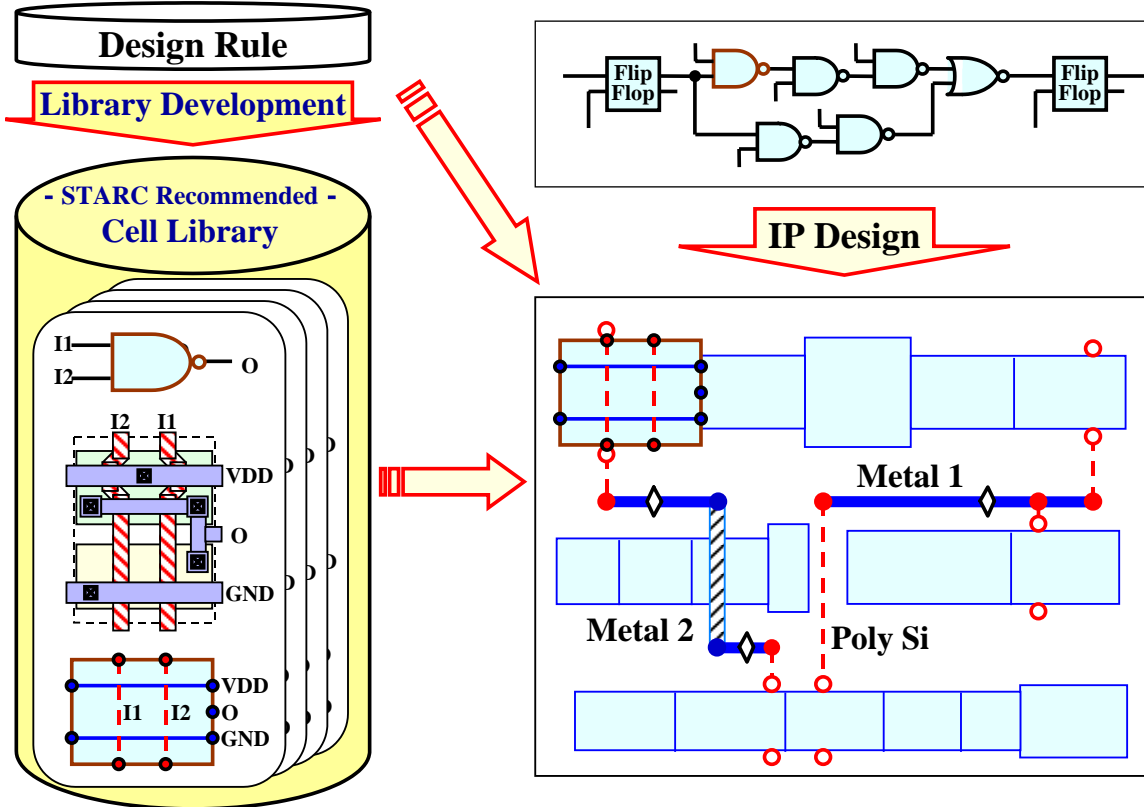 Design Rule
Library Development
- STARC Recommended -
Cell Library
I1
I2
O
I2
I1
VDD
O
GND
VDD
I1
I2
O
GND
Flip
Flop
Flip
Flop
IP Design
Metal 1
Metal 2
Poly Si